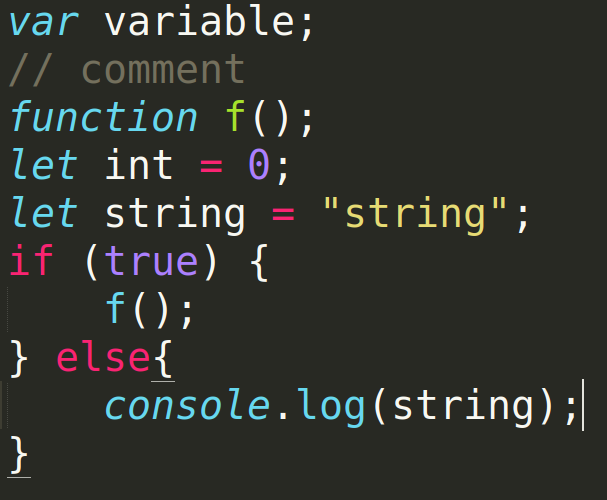 var variable;
// comment
function f();
let int = 0;
let string = "string";
if (true) {
    f();
} else{
    console.log(string);
}